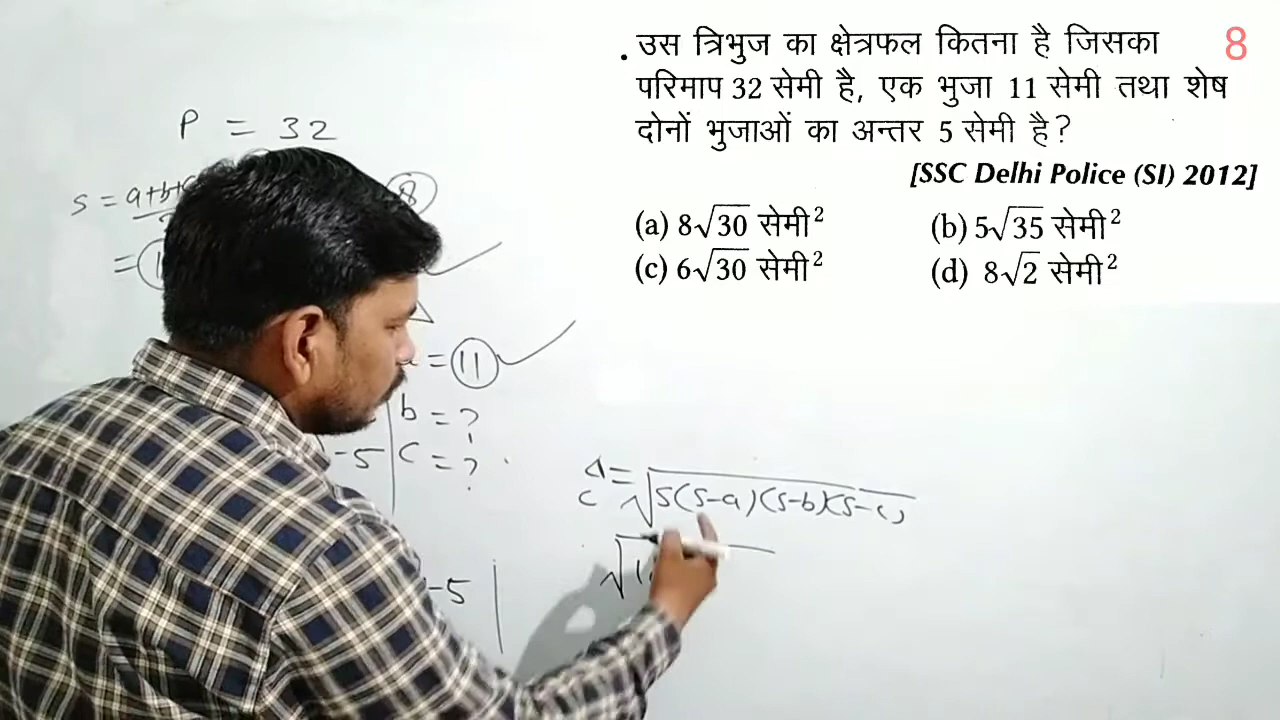 8
. उस त्रिभुज का क्षेत्रफल कितना है जिसका
परिमाप 32 सेमी है, एक भुजा 11 सेमी तथा शेष
दोनों भुजाओं का अन्तर 5 सेमी है?
[SSC Delhi Police (SI) 2012]
(a) 8√30 सेमी² (b) 5√35 सेमी²
(c) 6√30 सेमी² (d) 8√2 सेमी²
P = 32
s = a+b+
=
= 11
b = ?
-5 c = ?
-5
Δ = √s(s-a)(s-b)(s-c)